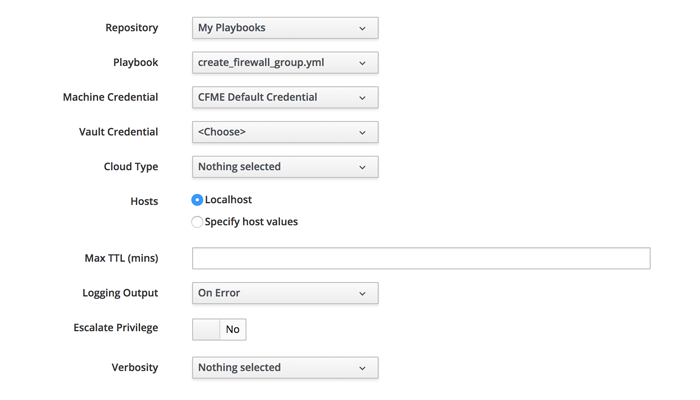 Repository My Playbooks
Playbook create_firewall_group.yml
Machine Credential CFME Default Credential
Vault Credential <Choose>
Cloud Type Nothing selected
Hosts Localhost
Specify host values
Max TTL (mins)
Logging Output On Error
Escalate Privilege No
Verbosity Nothing selected